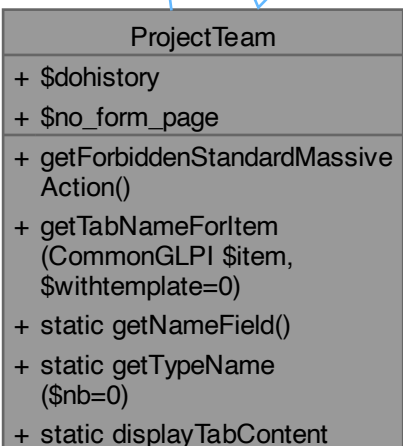 ProjectTeam
+ $dohistory
+ $no_form_page
+ getForbiddenStandardMassive
Action()
+ getTabNameForItem
(CommonGLPI $item,
$withtemplate=0)
+ static getNameField()
+ static getTypeName
($nb=0)
+ static displayTabContent